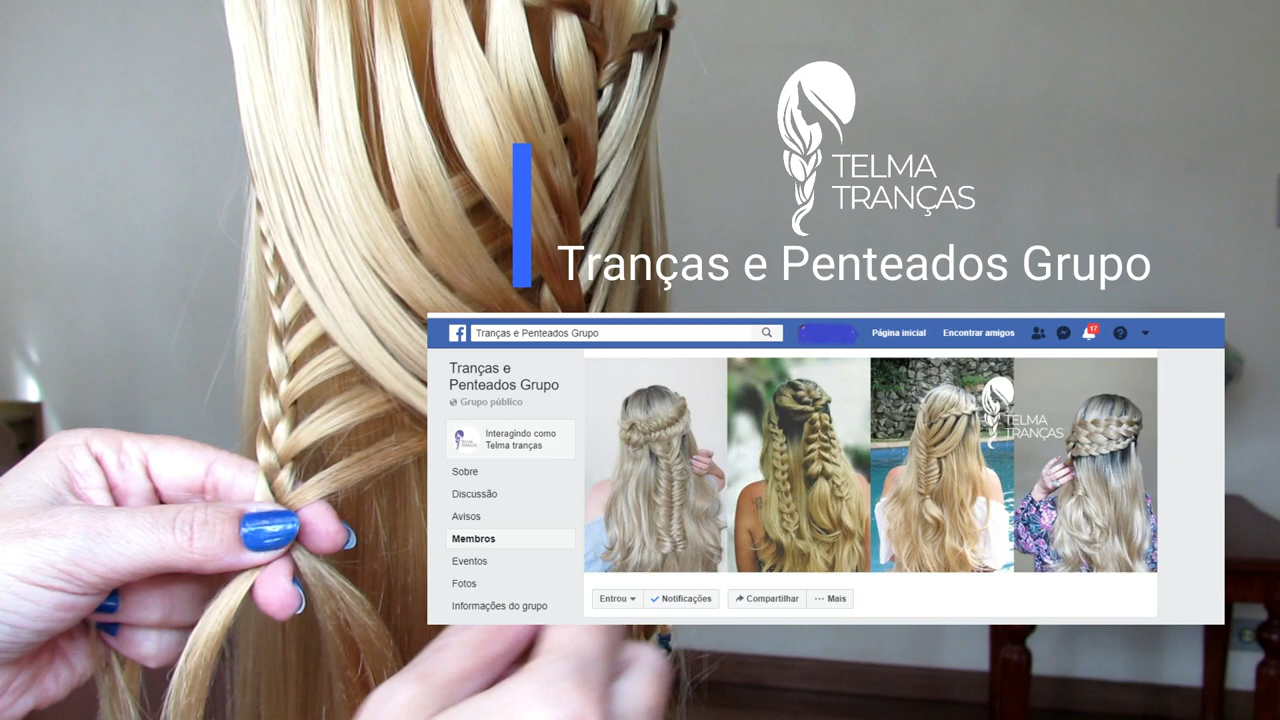 TELMA
TRANÇAS
Tranças e Penteados Grupo
Tranças e Penteados Grupo
Página inicial
Encontrar amigos
17
Tranças e
Penteados Grupo
Grupo público
Interagindo como
Telma tranças
Sobre
Discussão
Avisos
Membros
Eventos
Fotos
Informações do grupo
TELMA
TRANÇAS
Entrou
Notificações
Compartilhar
Mais